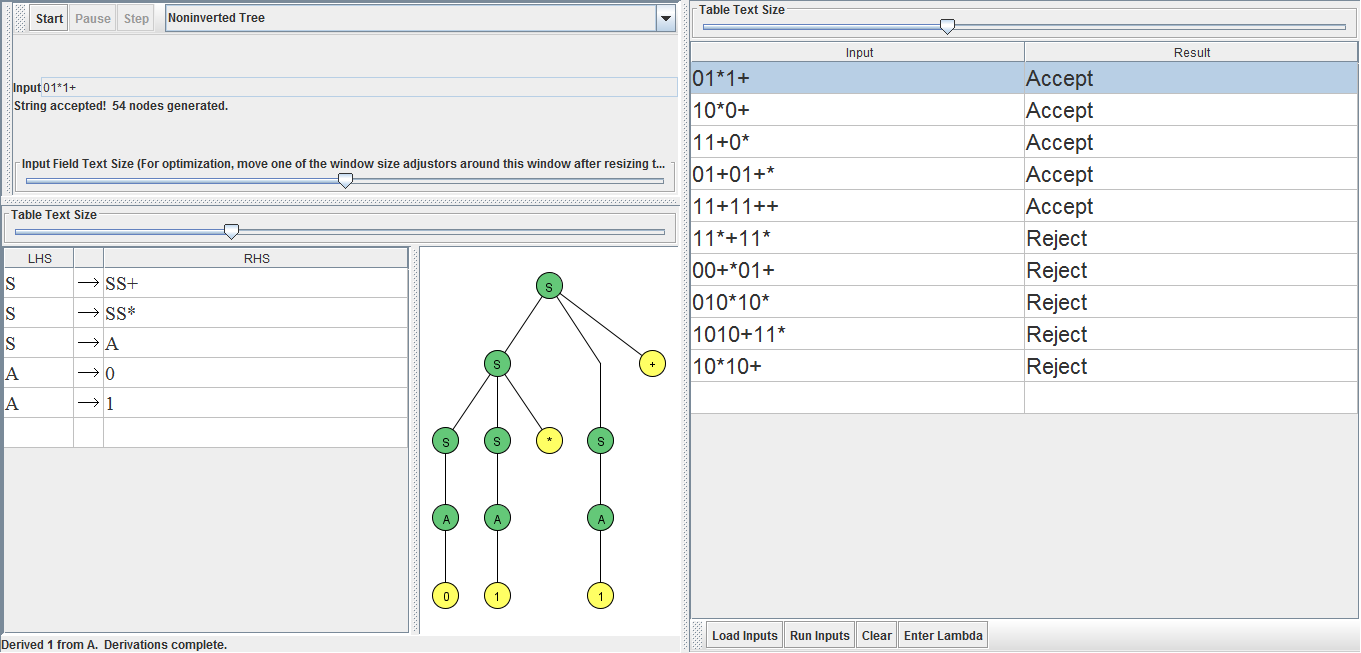 Start Pause Step Noninverted Tree
Input 01*1+
String accepted! 54 nodes generated.
Input Field Text Size (For optimization, move one of the window size adjustors around this window after resizing t...
Table Text Size
LHS RHS
S → SS+
S → SS*
S → A
A → 0
A → 1
S
S +
S S * S
A A A
0 1 1
Derived 1 from A. Derivations complete.
Table Text Size
Input Result
01*1+ Accept
10*0+ Accept
11+0* Accept
01+01+* Accept
11+11++ Accept
11*+11* Reject
00+*01+ Reject
010*10* Reject
1010+11* Reject
10*10+ Reject
Load Inputs Run Inputs Clear Enter Lambda